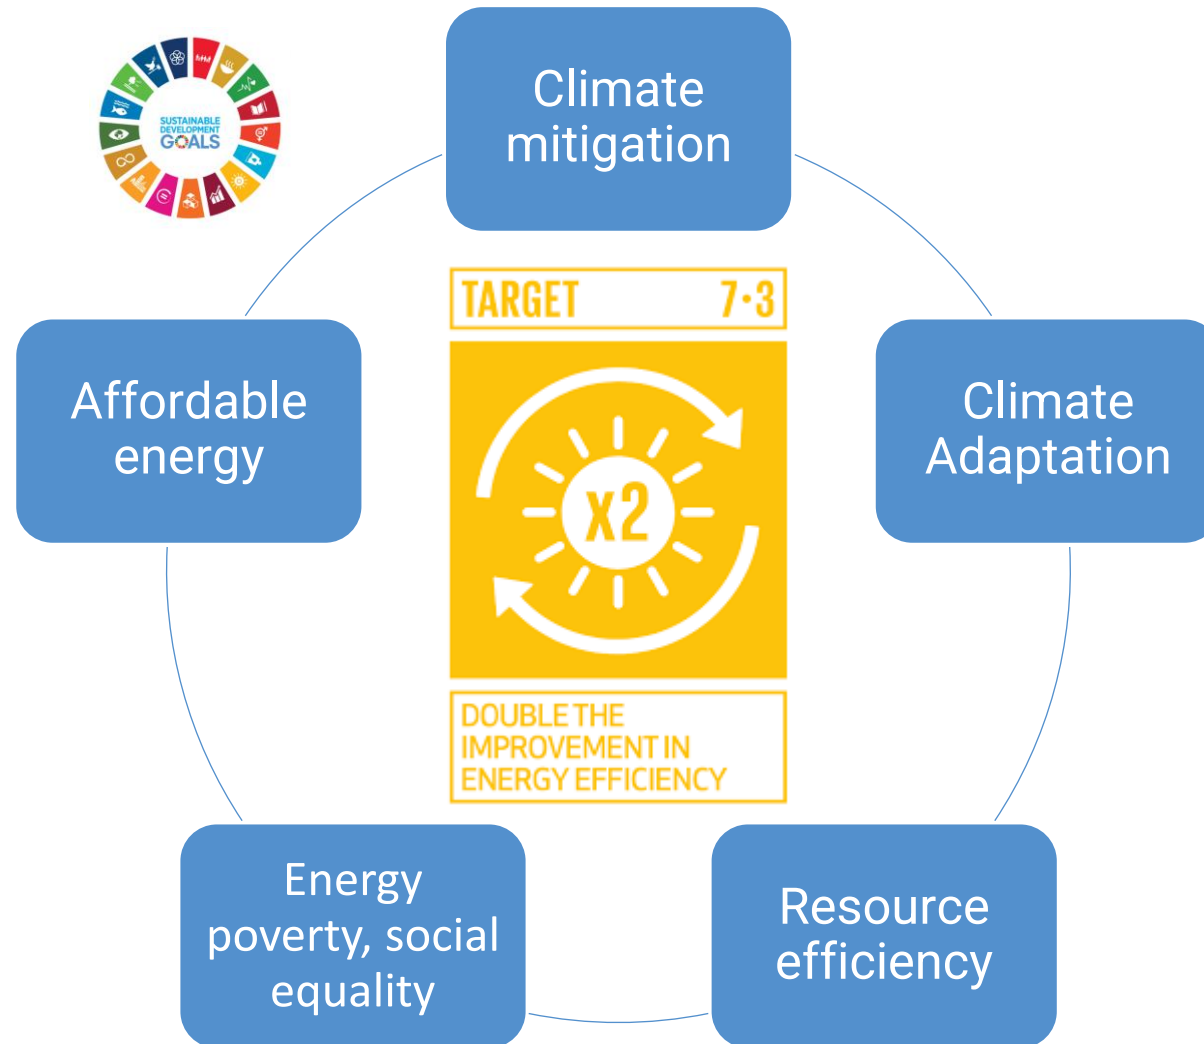 SUSTAINABLE
DEVELOPMENT
GOALS
Climate
mitigation
TARGET 7·3
Affordable
energy
Climate
Adaptation
x2
DOUBLE THE
IMPROVEMENT IN
ENERGY EFFICIENCY
Energy
poverty, social
equality
Resource
efficiency